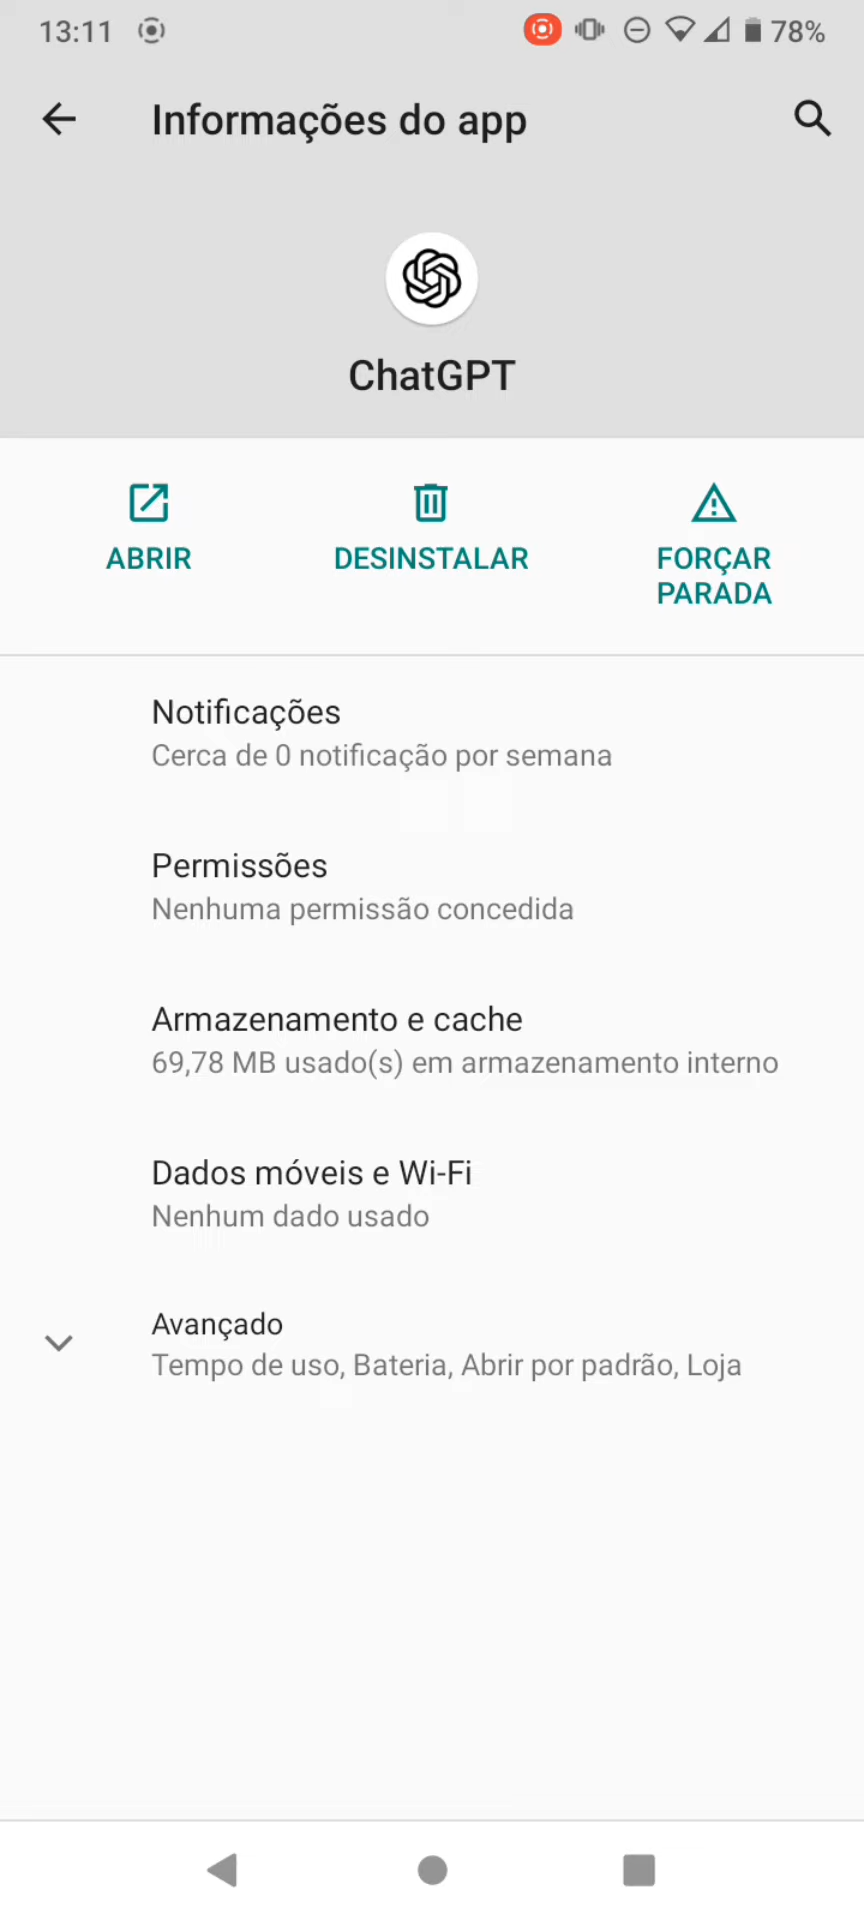 13:11
78%
Informações do app
ChatGPT
ABRIR
DESINSTALAR
FORÇAR
PARADA
Notificações
Cerca de 0 notificação por semana
Permissões
Nenhuma permissão concedida
Armazenamento e cache
69,78 MB usado(s) em armazenamento interno
Dados móveis e Wi-Fi
Nenhum dado usado
Avançado
Tempo de uso, Bateria, Abrir por padrão, Loja